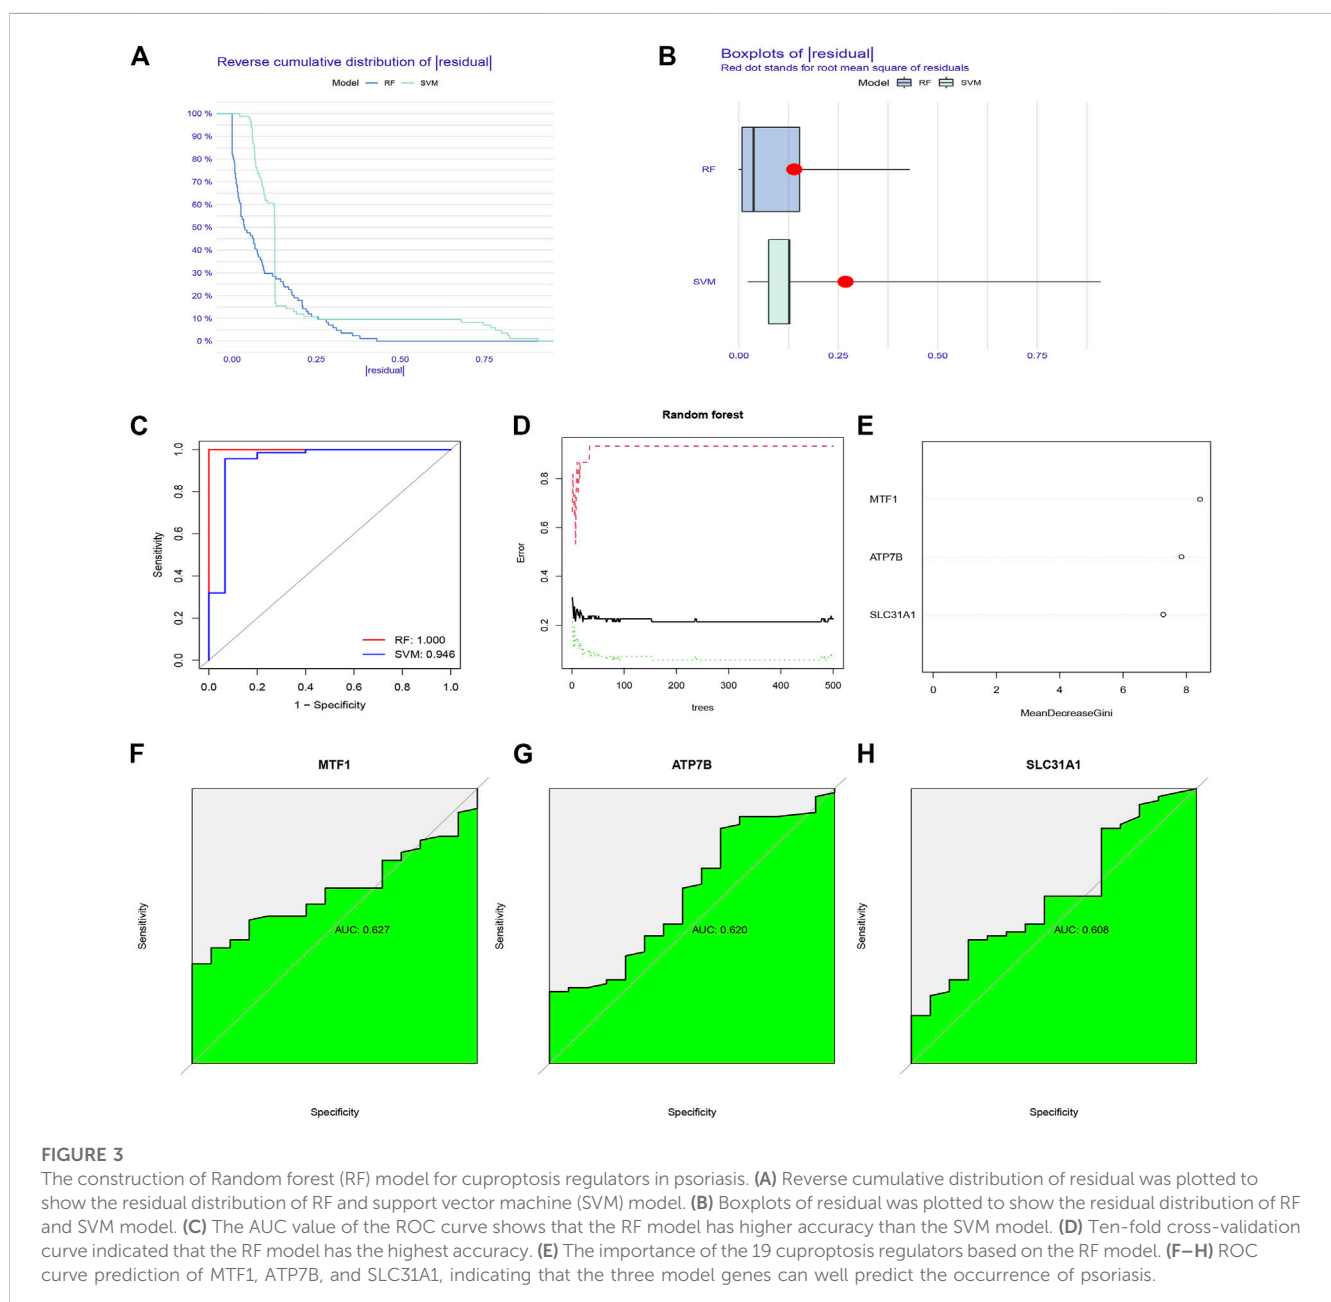 A
Reverse cumulative distribution of |residual|
Model RF SVM
100 %
90 %
80 %
70 %
60 %
50 %
40 %
30 %
20 %
10 %
0 %
0.00 0.25 0.50 0.75
|residual|
B
Boxplots of |residual|
Red dot stands for root mean square of residuals
Model RF SVM
RF
SVM
0.00 0.25 0.50 0.75
C
Sensitivity
1.0
0.8
0.6
0.4
0.2
0.0
RF: 1.000
SVM: 0.946
0.0 0.2 0.4 0.6 0.8 1.0
1 − Specificity
D
Random forest
Error
0.8
0.6
0.4
0.2
0 100 200 300 400 500
trees
E
MTF1
ATP7B
SLC31A1
0 2 4 6 8
MeanDecreaseGini
F
MTF1
Sensitivity
AUC: 0.627
Specificity
G
ATP7B
Sensitivity
AUC: 0.620
Specificity
H
SLC31A1
Sensitivity
AUC: 0.608
Specificity
FIGURE 3
The construction of Random forest (RF) model for cuproptosis regulators in psoriasis. (A) Reverse cumulative distribution of residual was plotted to
show the residual distribution of RF and support vector machine (SVM) model. (B) Boxplots of residual was plotted to show the residual distribution of RF
and SVM model. (C) The AUC value of the ROC curve shows that the RF model has higher accuracy than the SVM model. (D) Ten-fold cross-validation
curve indicated that the RF model has the highest accuracy. (E) The importance of the 19 cuproptosis regulators based on the RF model. (F–H) ROC
curve prediction of MTF1, ATP7B, and SLC31A1, indicating that the three model genes can well predict the occurrence of psoriasis.